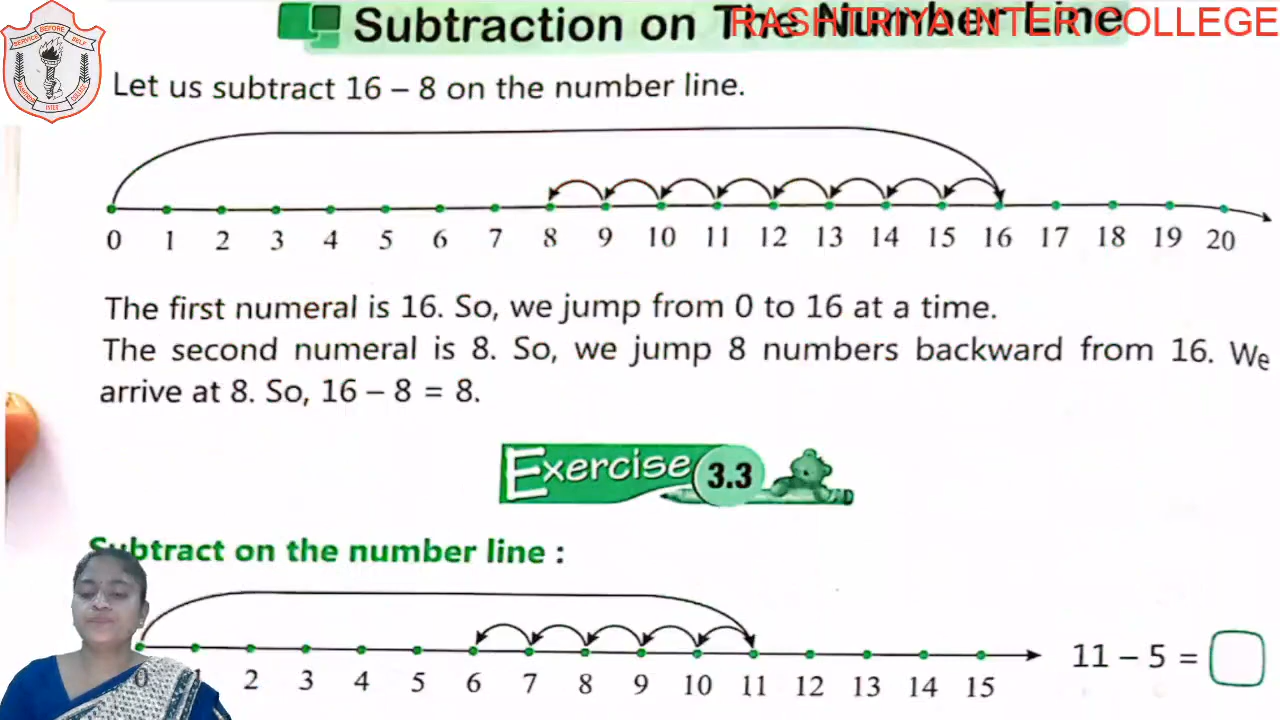 Subtraction on The Number Line
RASHTRIYA INTER COLLEGE
SERVICE BEFORE SELF
INTER
Let us subtract 16 – 8 on the number line.
0 1 2 3 4 5 6 7 8 9 10 11 12 13 14 15 16 17 18 19 20
The first numeral is 16. So, we jump from 0 to 16 at a time.
The second numeral is 8. So, we jump 8 numbers backward from 16. We
arrive at 8. So, 16 – 8 = 8.
Exercise 3.3
Subtract on the number line :
0 1 2 3 4 5 6 7 8 9 10 11 12 13 14 15
11 – 5 =